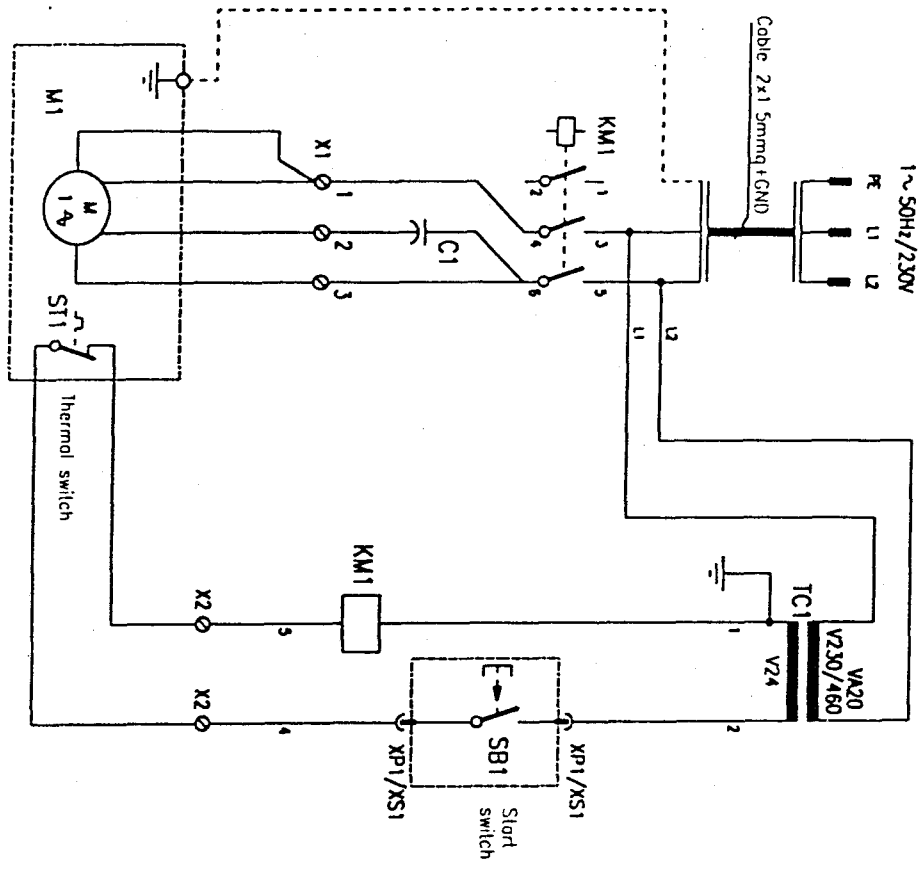 1~ 50Hz/230V
PE
L1
L2
Cable 2x1 5mmq+GND
KM1
1
2
3
4
5
6
L1
L2
C1
X1
1
2
3
M1
M
1
ST1
Thermal switch
TC1
VA20
V230/460
V24
1
2
KM1
X2
X2
4
XP1/XS1
XP1/XS1
SB1
Start
switch